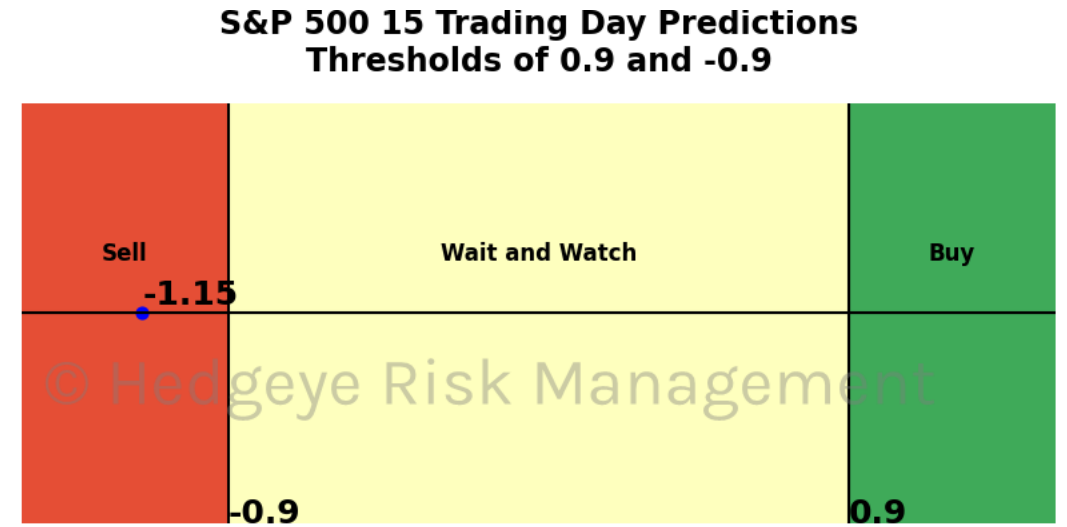 S&P 500 15 Trading Day Predictions
Thresholds of 0.9 and -0.9
Sell
Wait and Watch
Buy
-1.15
© Hedgeye Risk Management
-0.9
0.9